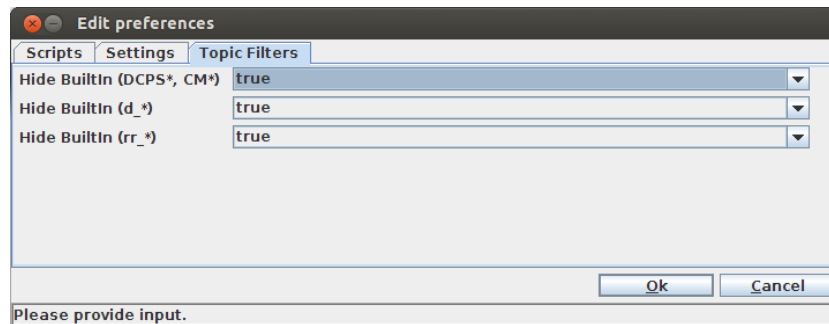 Edit preferences
Scripts Settings Topic Filters
Hide BuiltIn (DCPS*, CM*) true
Hide BuiltIn (d_*) true
Hide BuiltIn (rr_*) true
Ok Cancel
Please provide input.